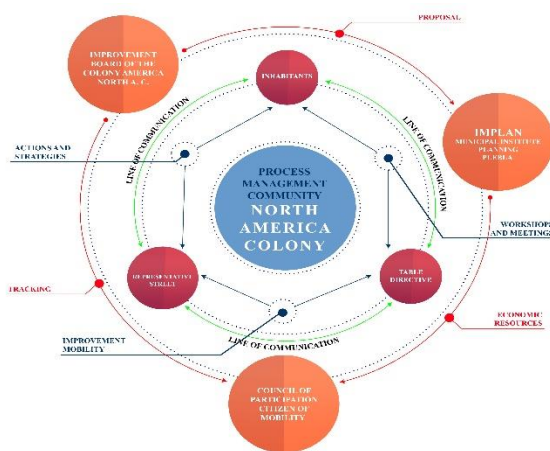 PROPOSAL
IMPROVEMENT
BOARD OF THE
COLONY AMERICA
NORTH A. C.
INHABITANTS
LINE OF COMMUNICATION
LINE OF COMMUNICATION
IMPLAN
MUNICIPAL INSTITUTE
PLANNING
PUEBLA
ACTIONS AND
STRATEGIES
PROCESS
MANAGEMENT
COMMUNITY
NORTH
AMERICA
COLONY
WORKSHOPS
AND MEETINGS
REPRESENTATIVE
STREET
TABLE
DIRECTIVE
TRACKING
ECONOMIC
RESOURCES
IMPROVEMENT
MOBILITY
LINE OF COMMUNICATION
COUNCIL OF
PARTICIPATION
CITIZEN OF
MOBILITY